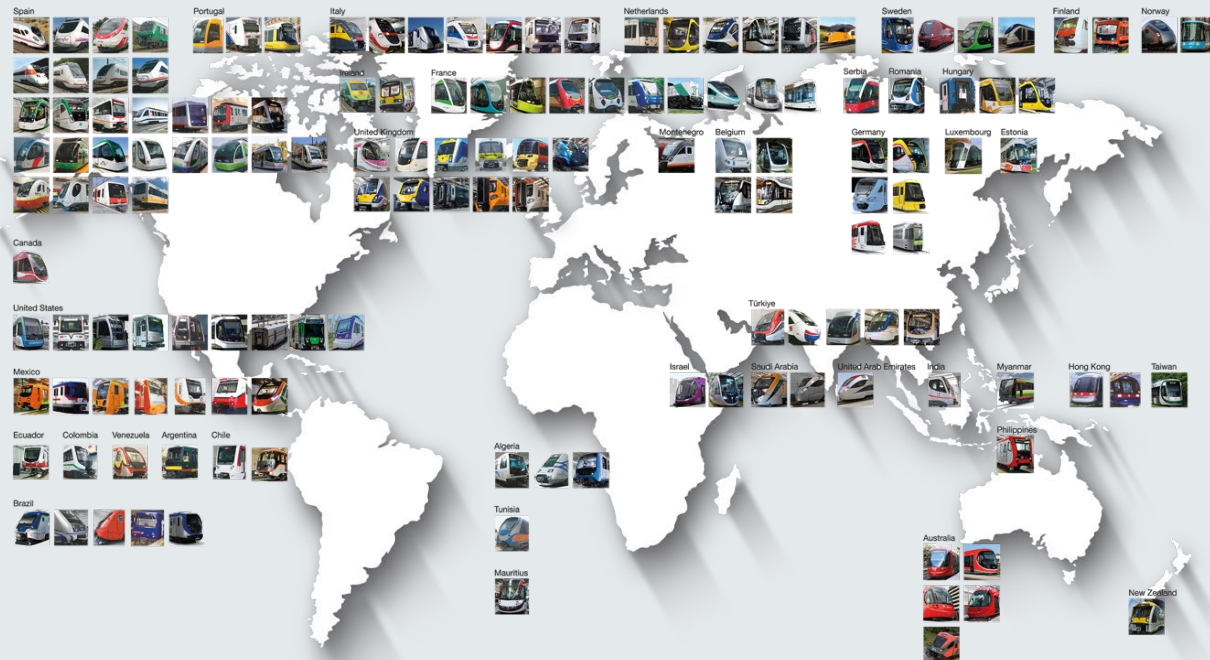 Spain
Portugal
Italy
Netherlands
Sweden
Finland
Norway
Ireland
France
Serbia
Romania
Hungary
United Kingdom
Montenegro
Belgium
Germany
Luxembourg
Estonia
Canada
United States
Türkiye
Mexico
Israel
Saudi Arabia
United Arab Emirates
India
Myanmar
Hong Kong
Taiwan
Ecuador
Colombia
Venezuela
Argentina
Chile
Algeria
Philippines
Brazil
Tunisia
Australia
Mauritius
New Zealand